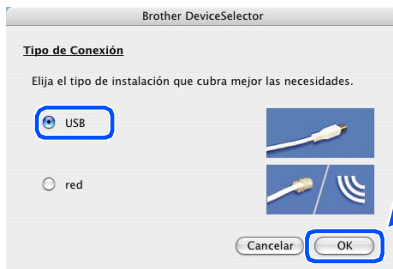 Brother DeviceSelector
Tipo de Conexión
Elija el tipo de instalación que cubra mejor las necesidades.
USB
red
Cancelar OK